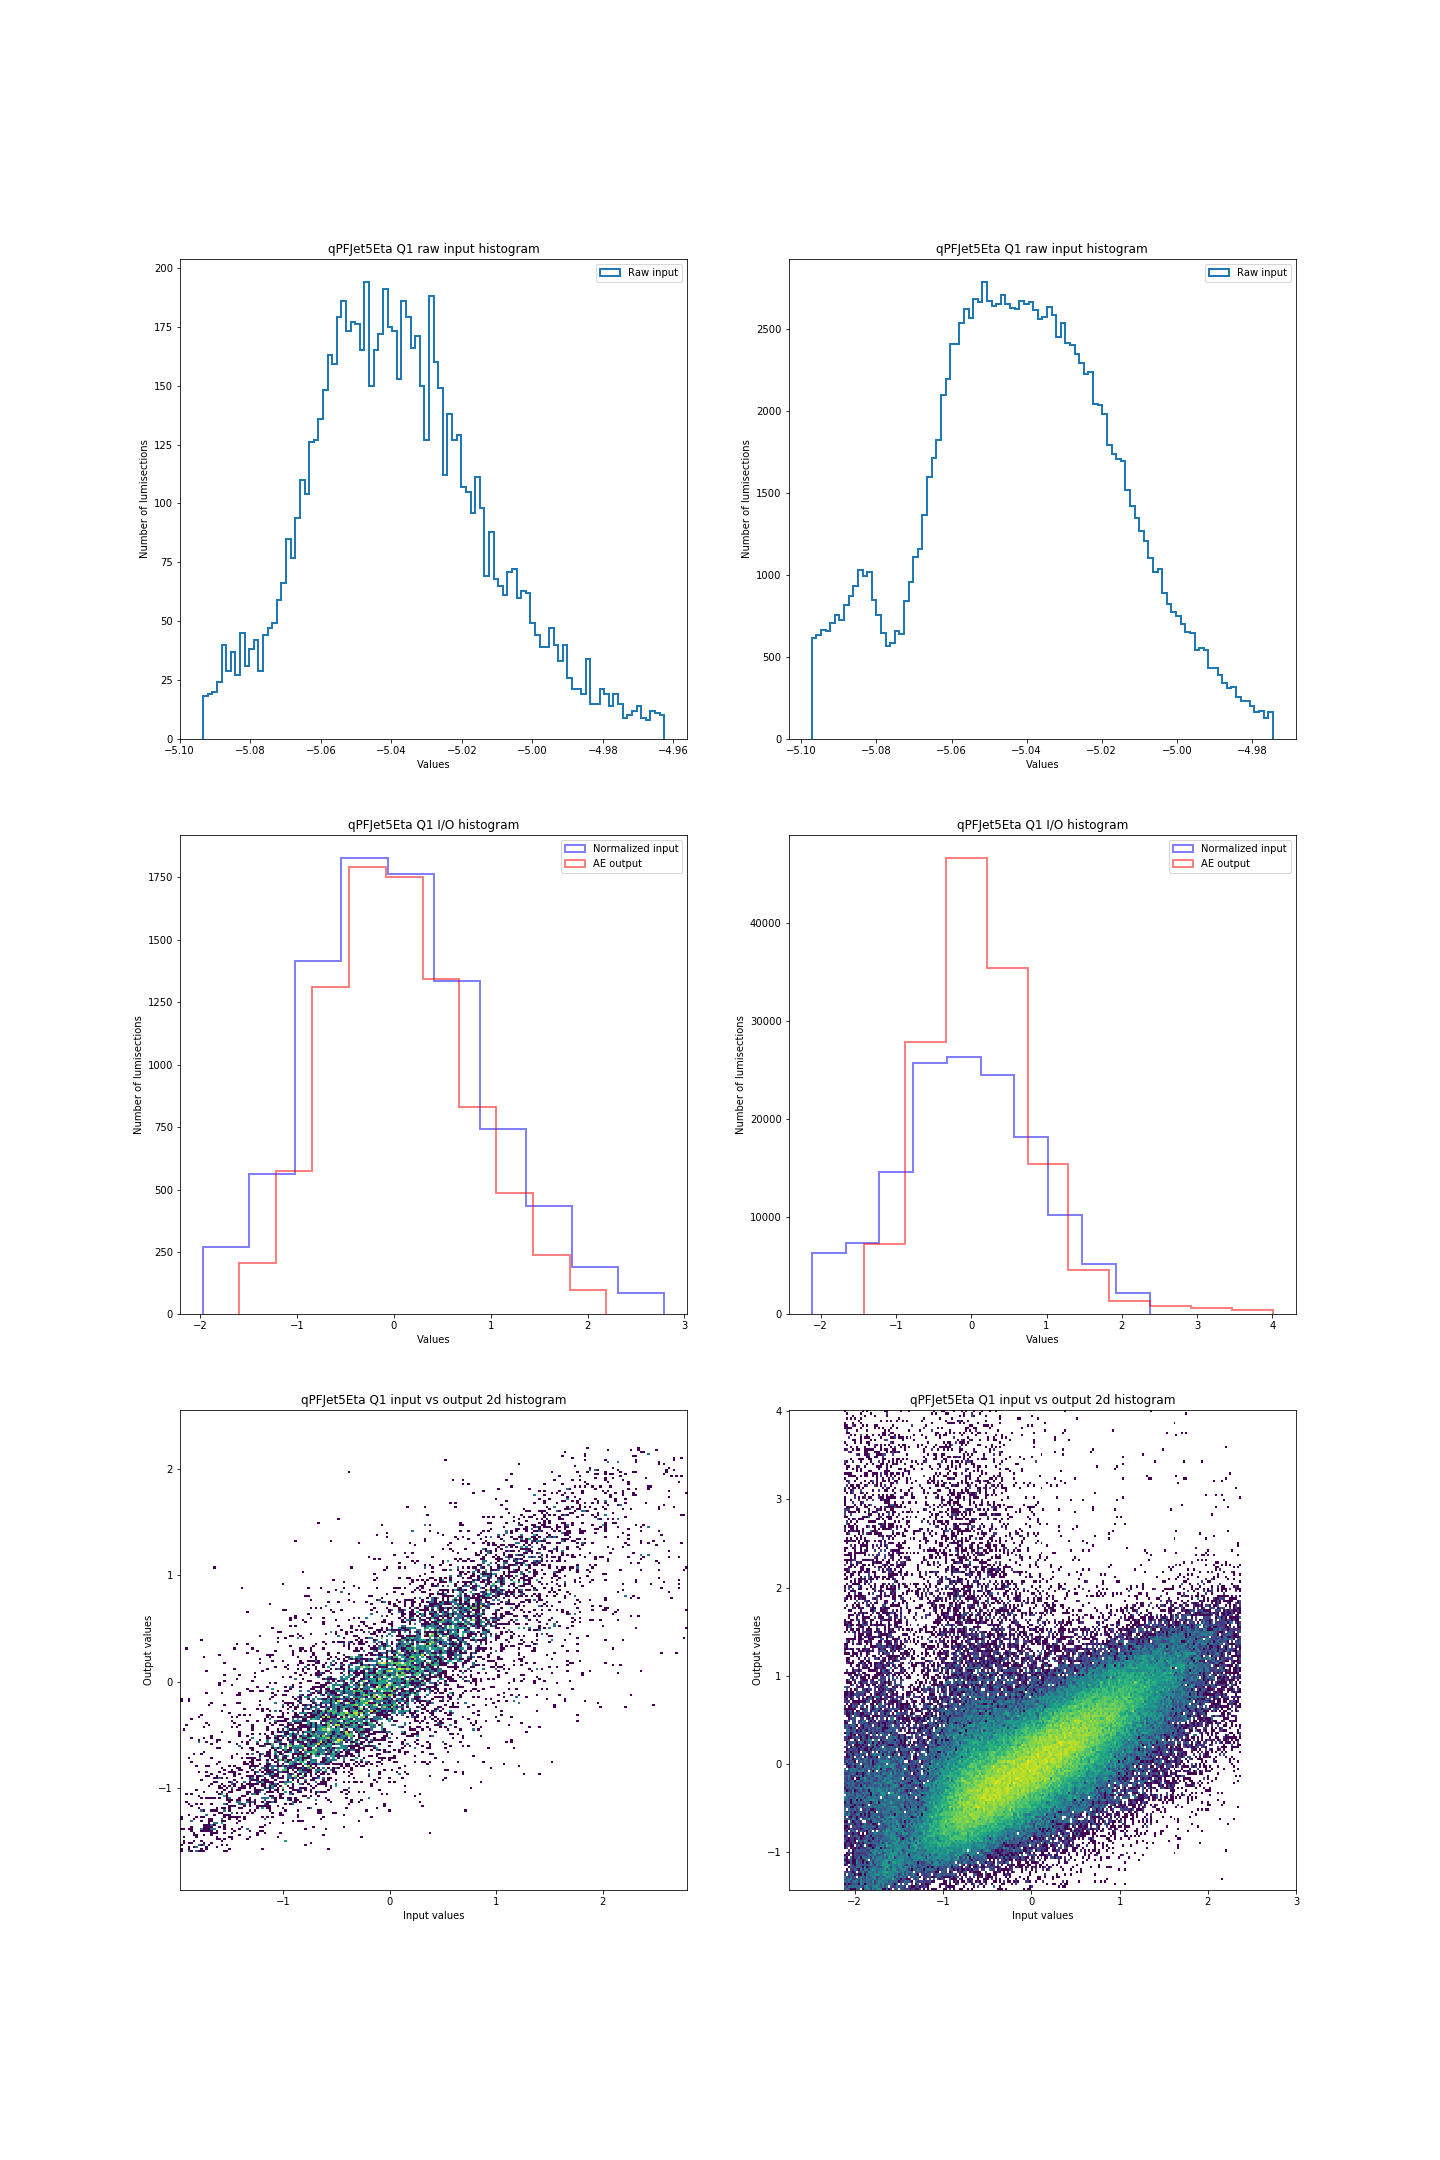 qPFJet5Eta Q1 raw input histogram
Raw input
200
175
150
125
100
75
50
25
0
Number of lumisections
−5.10 −5.08 −5.06 −5.04 −5.02 −5.00 −4.98 −4.96
Values
qPFJet5Eta Q1 raw input histogram
Raw input
2500
2000
1500
1000
500
0
Number of lumisections
−5.10 −5.08 −5.06 −5.04 −5.02 −5.00 −4.98
Values
qPFJet5Eta Q1 I/O histogram
Normalized input
AE output
1750
1500
1250
1000
750
500
250
0
Number of lumisections
−2 −1 0 1 2 3
Values
qPFJet5Eta Q1 I/O histogram
Normalized input
AE output
40000
30000
20000
10000
0
Number of lumisections
−2 −1 0 1 2 3 4
Values
qPFJet5Eta Q1 input vs output 2d histogram
2
1
0
−1
Output values
−1 0 1 2
Input values
qPFJet5Eta Q1 input vs output 2d histogram
4
3
2
1
0
−1
Output values
−2 −1 0 1 2 3
Input values